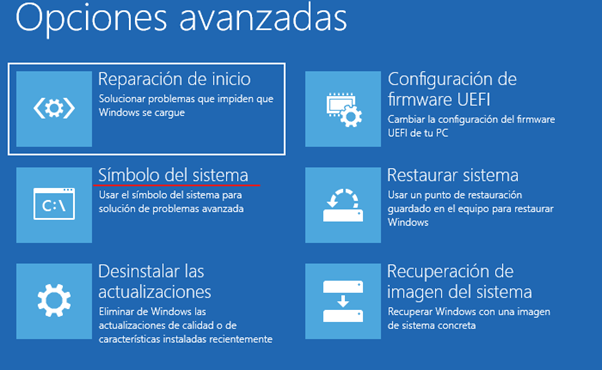 Opciones avanzadas
Reparación de inicio
Solucionar problemas que impiden que
Windows se cargue
Símbolo del sistema
C:\
Usar el símbolo del sistema para
solución de problemas avanzada
Desinstalar las
actualizaciones
Eliminar de Windows las
actualizaciones de calidad o de
características instaladas recientemente
Configuración de
firmware UEFI
Cambiar la configuración del firmware
UEFI de tu PC
Restaurar sistema
Usar un punto de restauración
guardado en el equipo para restaurar
Windows
Recuperación de
imagen del sistema
Recuperar Windows con una imagen
de sistema concreta